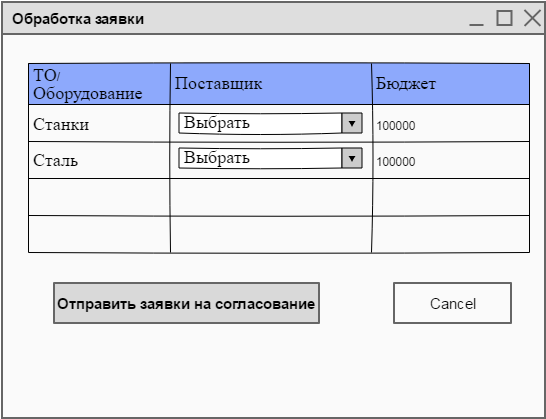 Обработка заявки
ТО/
Оборудование
Поставщик
Бюджет
Станки
Выбрать
100000
Сталь
Выбрать
100000
Отправить заявки на согласование
Cancel